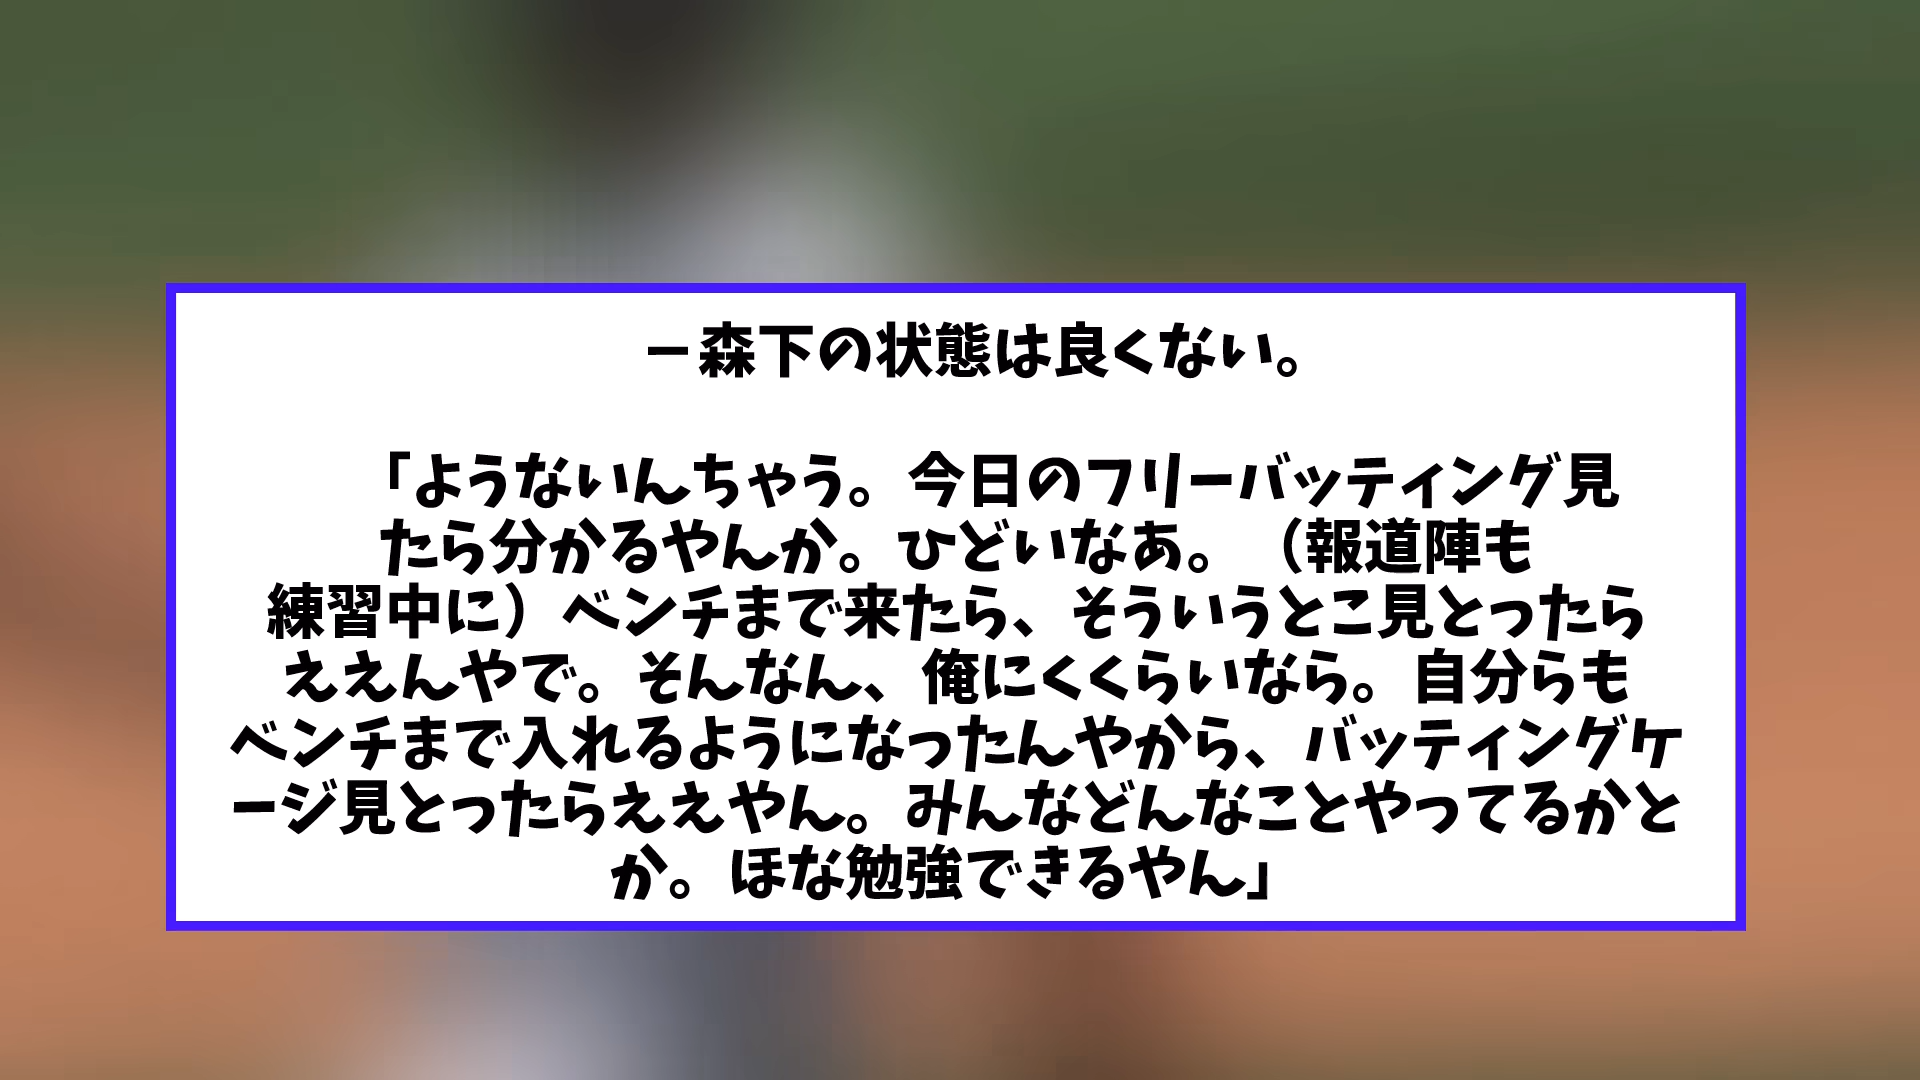 －森下の状態は良くない。
「ようないんちゃう。今日のフリーバッティング見
たら分かるやんか。ひどいなあ。（報道陣も
練習中に）ベンチまで来たら、そういうとこ見とったら
ええんやで。そんなん、俺にくくらいなら。自分らも
ベンチまで入れるようになったんやから、バッティングケ
ージ見とったらええやん。みんなどんなことやってるかと
か。ほな勉強できるやん」